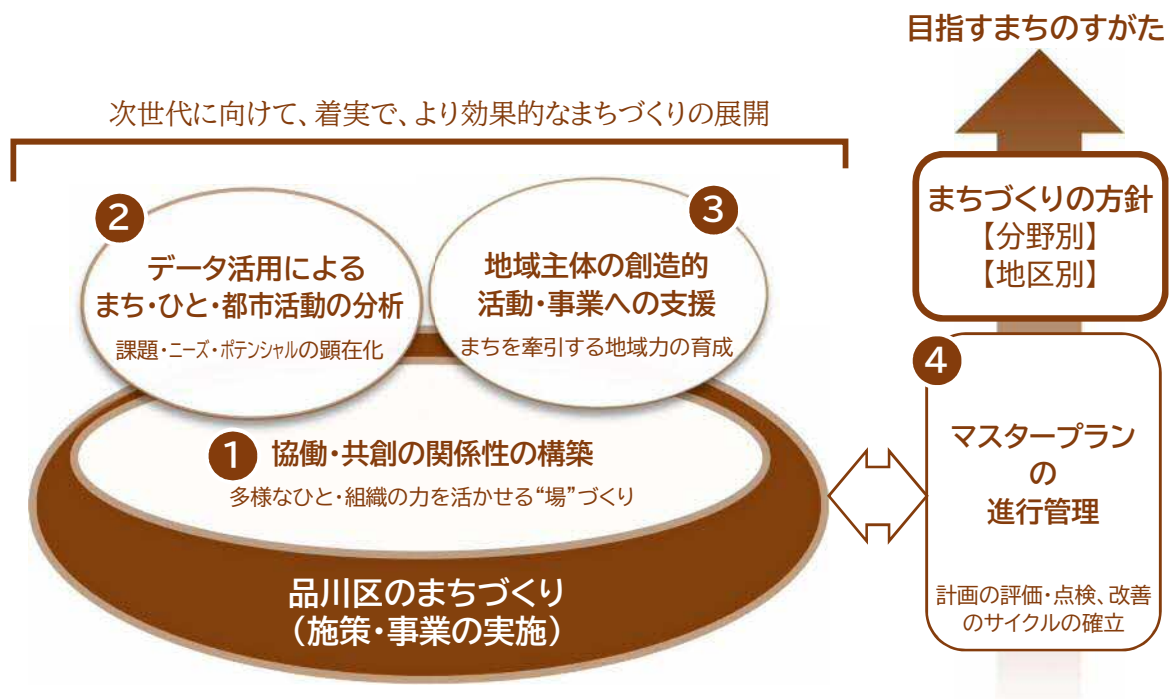 次世代に向けて、着実で、より効果的なまちづくりの展開
2
データ活用による
まち・ひと・都市活動の分析
課題・ニーズ・ポテンシャルの顕在化
3
地域主体の創造的
活動・事業への支援
まちを牽引する地域力の育成
1 協働・共創の関係性の構築
多様なひと・組織の力を活かせる“場”づくり
品川区のまちづくり
（施策・事業の実施）
目指すまちのすがた
まちづくりの方針
【分野別】
【地区別】
4
マスタープラン
の
進行管理
計画の評価・点検、改善
のサイクルの確立